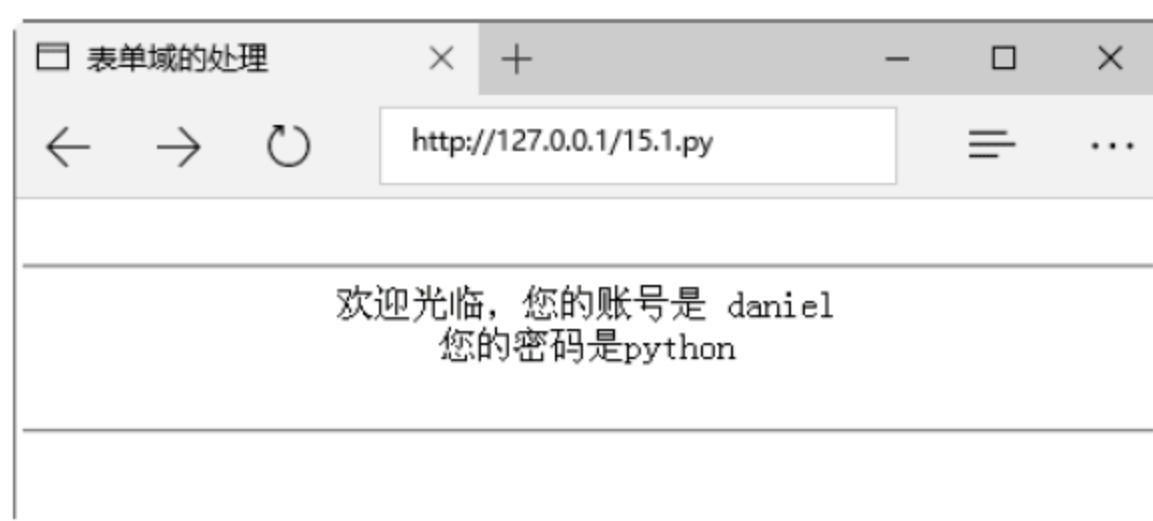 表单域的处理
http://127.0.0.1/15.1.py
欢迎光临，您的账号是 daniel
您的密码是python